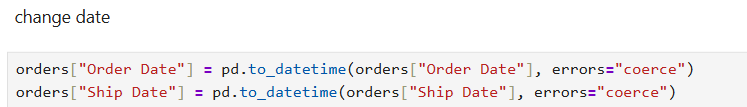 change date
orders["Order Date"] = pd.to_datetime(orders["Order Date"], errors="coerce")
orders["Ship Date"] = pd.to_datetime(orders["Ship Date"], errors="coerce")